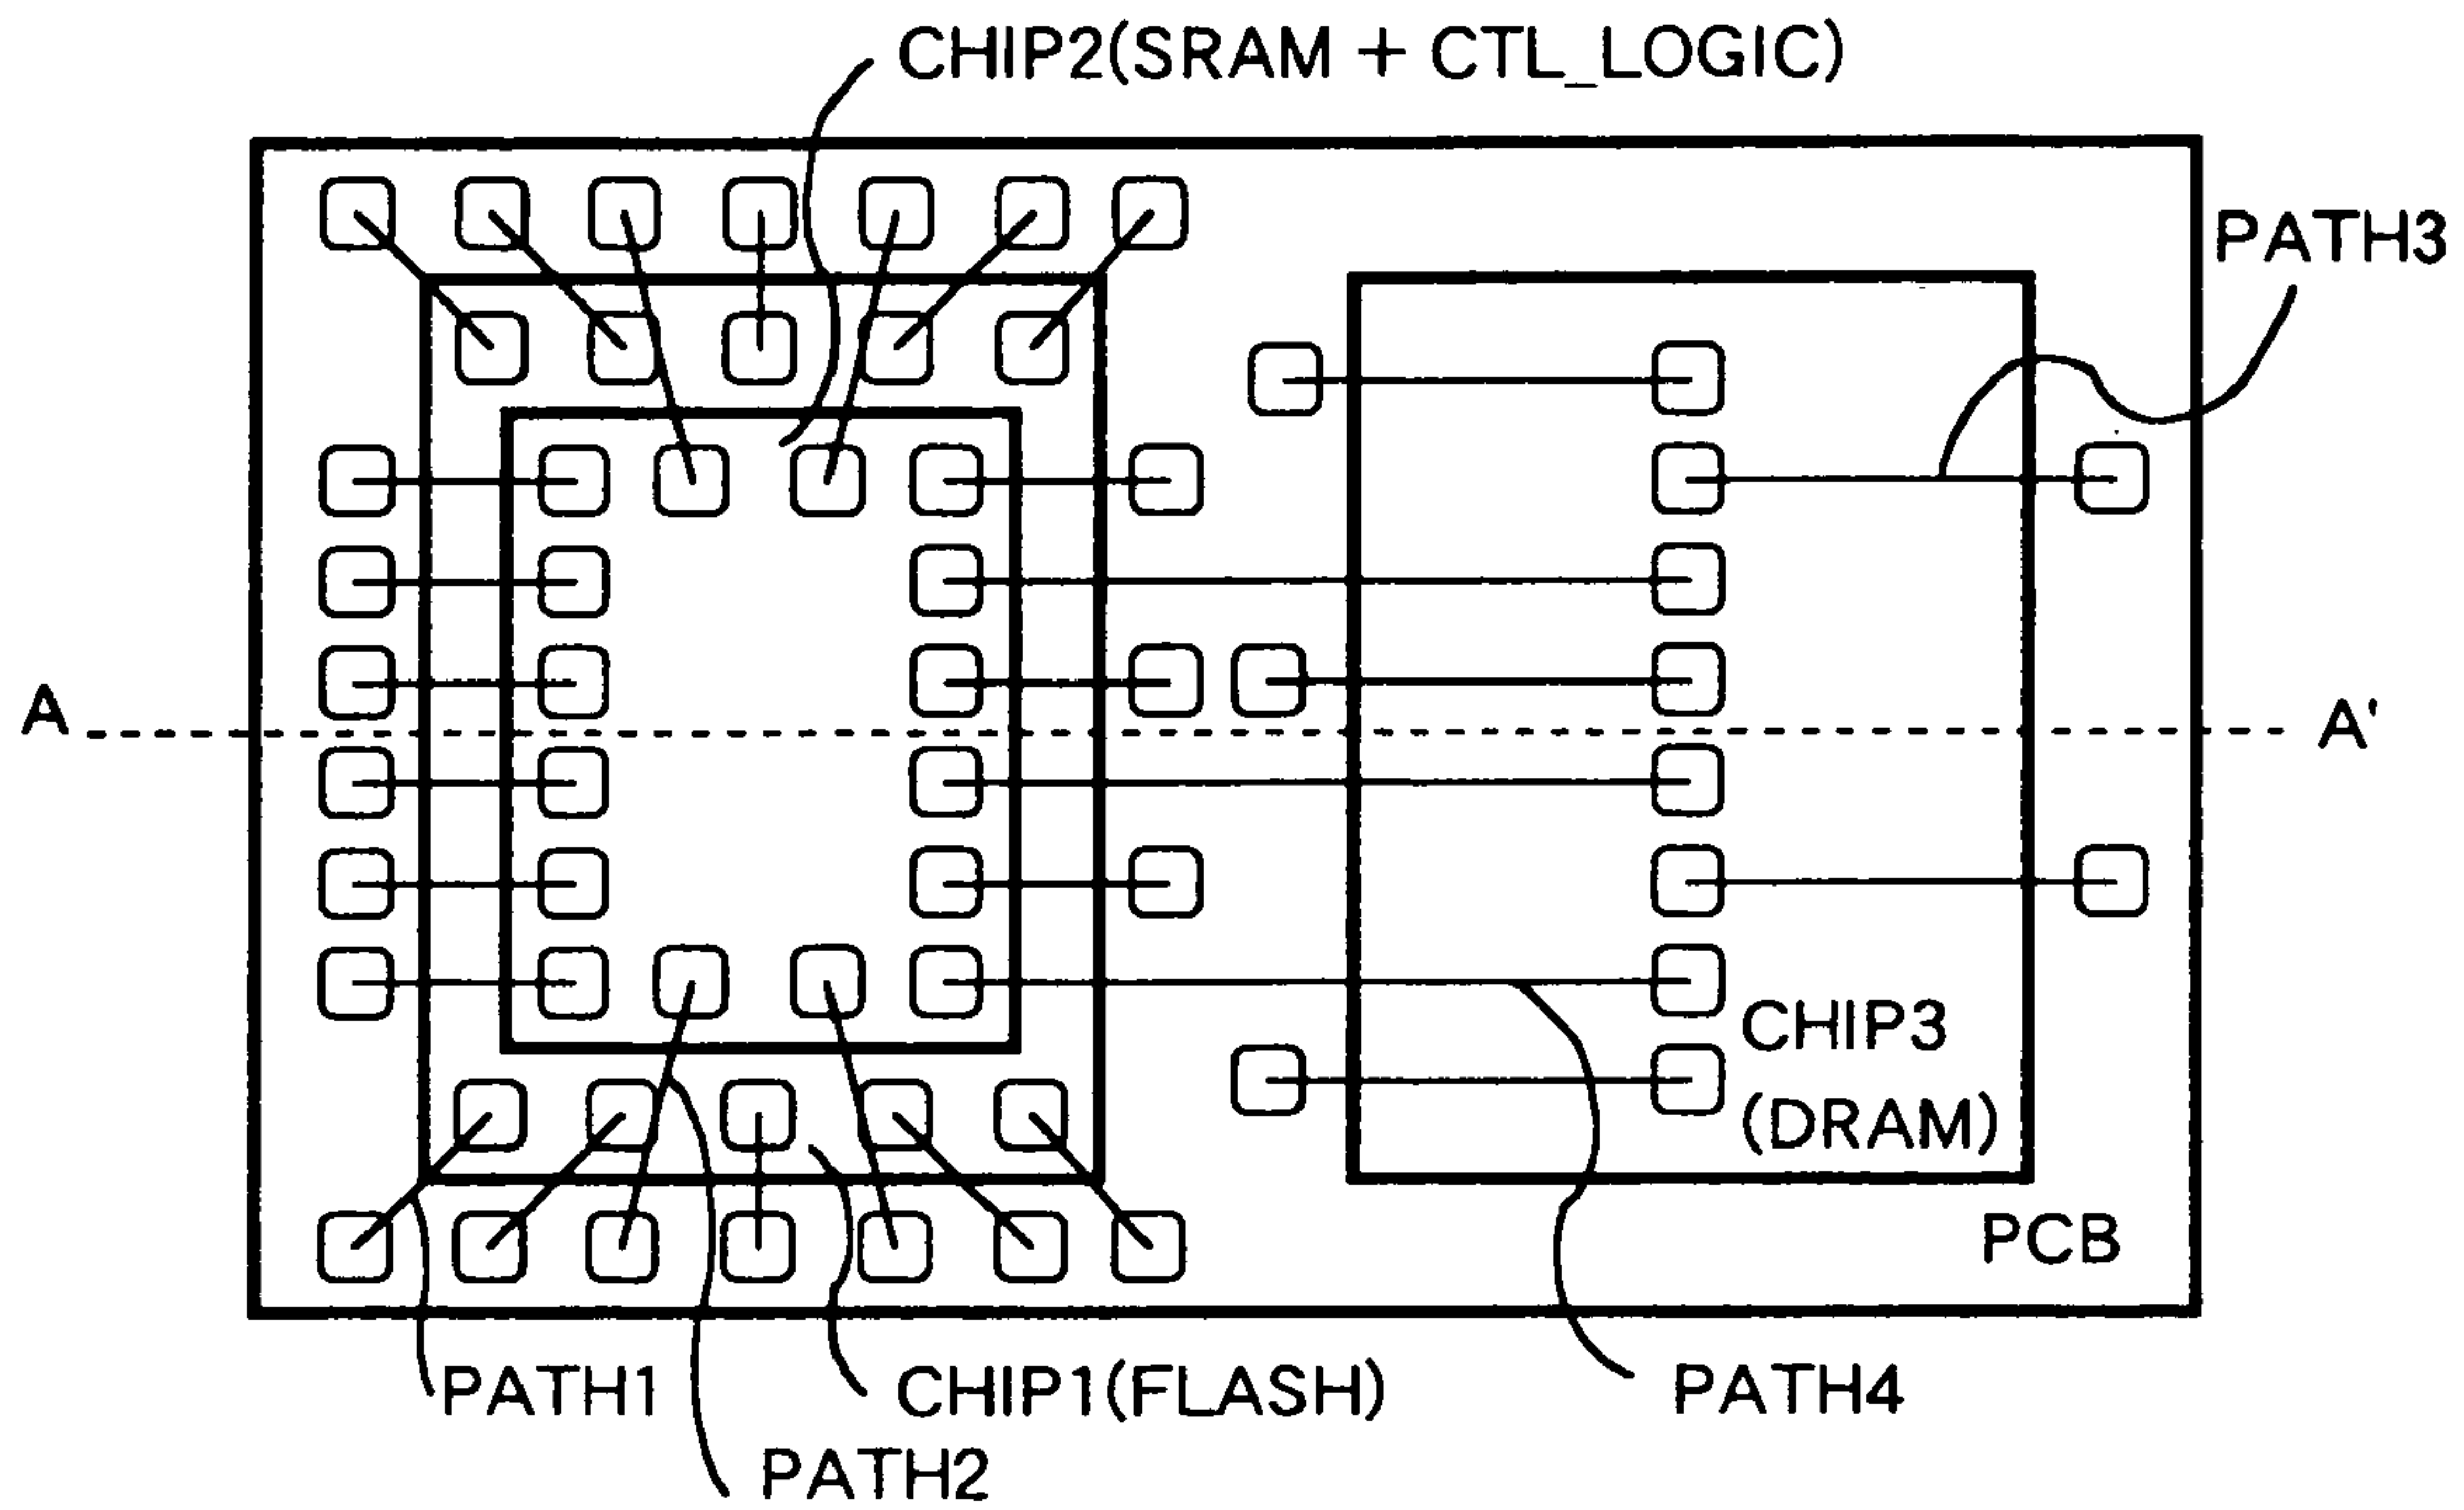 CHIP2(SRAM + CTL_LOGIC)
PATH3
A
A'
CHIP3
(DRAM)
PCB
PATH1
CHIP1(FLASH)
PATH4
PATH2